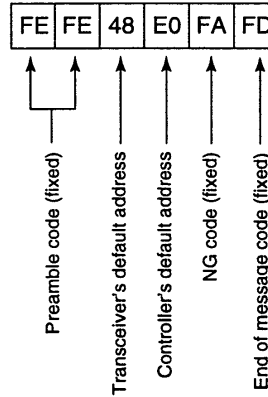 FE FE 48 E0 FA FD
Preamble code (fixed)
Transceiver's default address
Controller's default address
NG code (fixed)
End of message code (fixed)